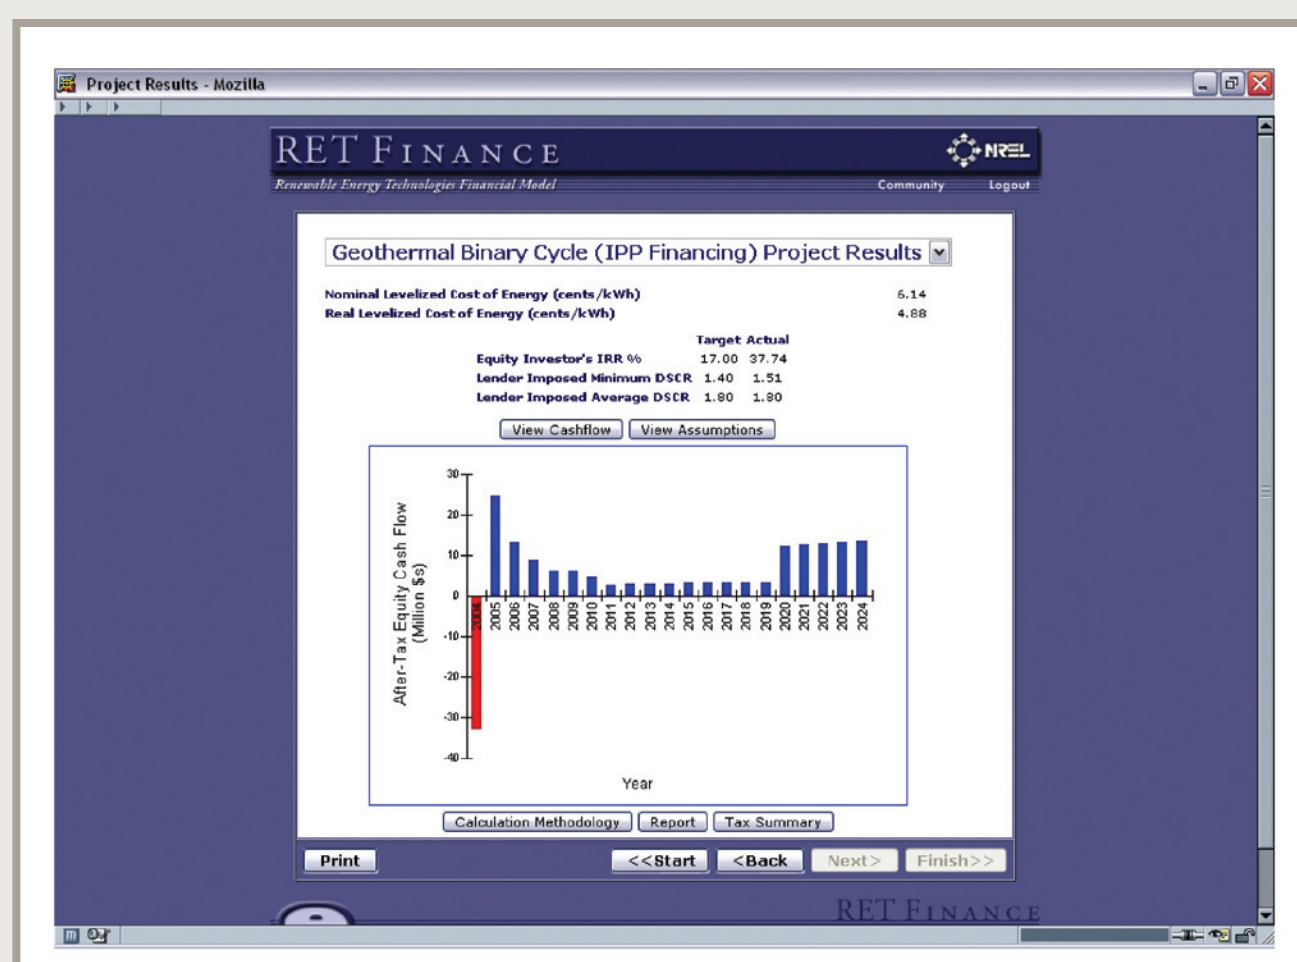 Project Results - Mozilla
RET FINANCE
NREL
Renewable Energy Technologies Financial Model
Community Logout
Geothermal Binary Cycle (IPP Financing) Project Results
Nominal Levelized Cost of Energy (cents/kWh) 6.14
Real Levelized Cost of Energy (cents/kWh) 4.88
Target Actual
Equity Investor's IRR % 17.00 37.74
Lender Imposed Minimum DSCR 1.40 1.51
Lender Imposed Average DSCR 1.80 1.80
View Cashflow View Assumptions
After-Tax Equity Cash Flow
(Million $s)
30
20
10
0
-10
-20
-30
-40
2004 2005 2006 2007 2008 2009 2010 2011 2012 2013 2014 2015 2016 2017 2018 2019 2020 2021 2022 2023 2024
Year
Calculation Methodology Report Tax Summary
Print <<Start <Back Next> Finish>>
RET FINANCE